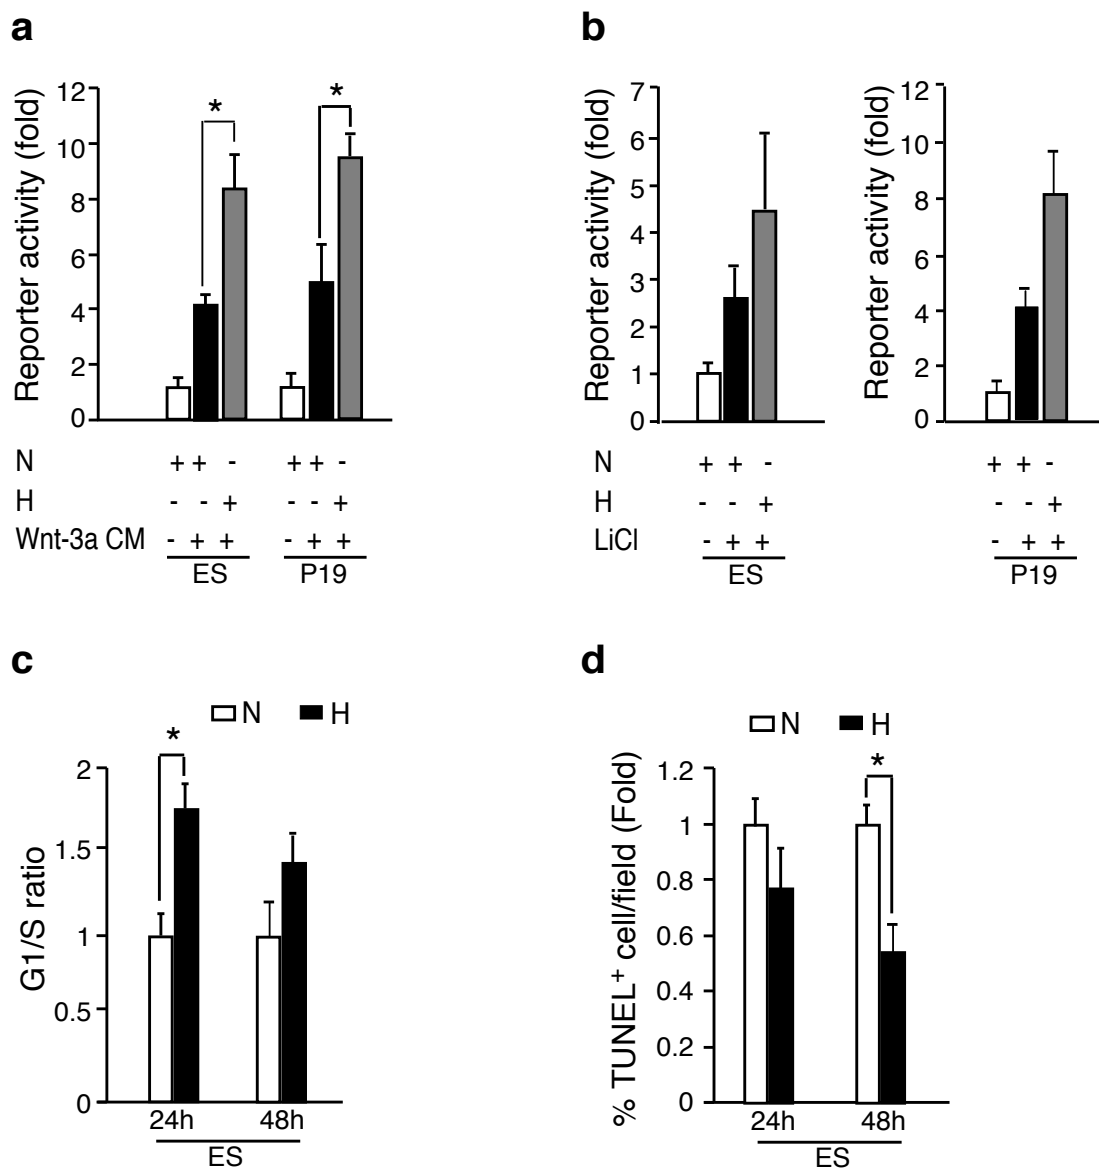 a
Reporter activity (fold)
12
10
8
6
4
2
0
* *
N + + - + + -
H - - + - - +
Wnt-3a CM - + + - + +
ES P19
b
Reporter activity (fold)
7
6
5
4
3
2
1
0
Reporter activity (fold)
12
10
8
6
4
2
0
N + + - + + -
H - - + - - +
LiCl - + + - + +
ES P19
c
N H
*
G1/S ratio
2
1.5
1
0.5
0
24h 48h
ES
d
N H
*
% TUNEL⁺ cell/field (Fold)
1.2
1
0.8
0.6
0.4
0.2
0
24h 48h
ES